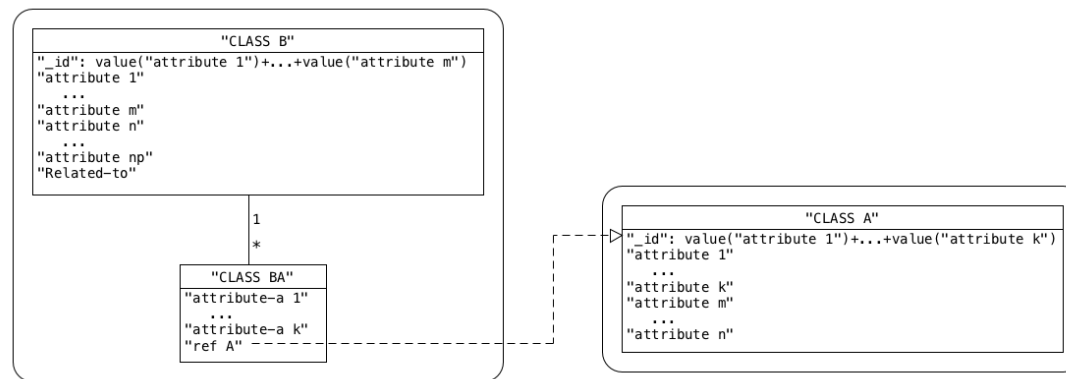 "CLASS B"
"_id": value("attribute 1")+...+value("attribute m")
"attribute 1"
...
"attribute m"
"attribute n"
...
"attribute np"
"Related-to"
1
*
"CLASS BA"
"attribute-a 1"
...
"attribute-a k"
"ref A"
"CLASS A"
"_id": value("attribute 1")+...+value("attribute k")
"attribute 1"
...
"attribute k"
"attribute m"
...
"attribute n"